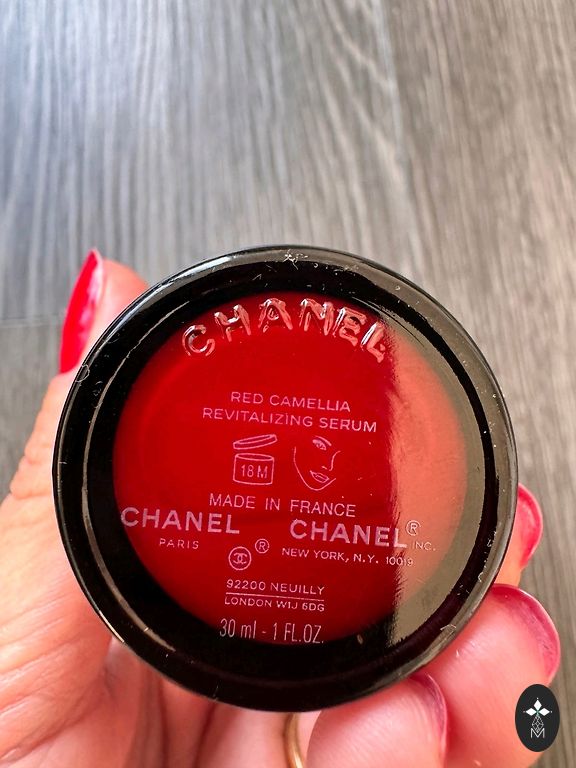 CHANEL
RED CAMELLIA
REVITALIZING SERUM
18 M
MADE IN FRANCE
CHANEL
PARIS
®
CHANEL®
INC.
NEW YORK, N.Y. 10019
92200 NEUILLY
LONDON W1J 6DG
30 ml - 1 FL.OZ.
M